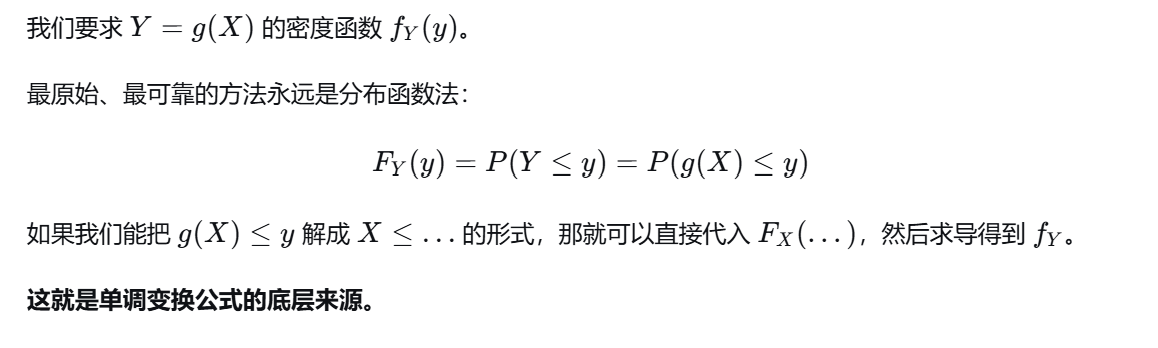 我们要求 Y = g(X) 的密度函数 f_Y(y)。
最原始、最可靠的方法永远是分布函数法：
F_Y(y) = P(Y ≤ y) = P(g(X) ≤ y)
如果我们能把 g(X) ≤ y 解成 X ≤ … 的形式，那就可以直接代入 F_X(…)，然后求导得到 f_Y。
这就是单调变换公式的底层来源。